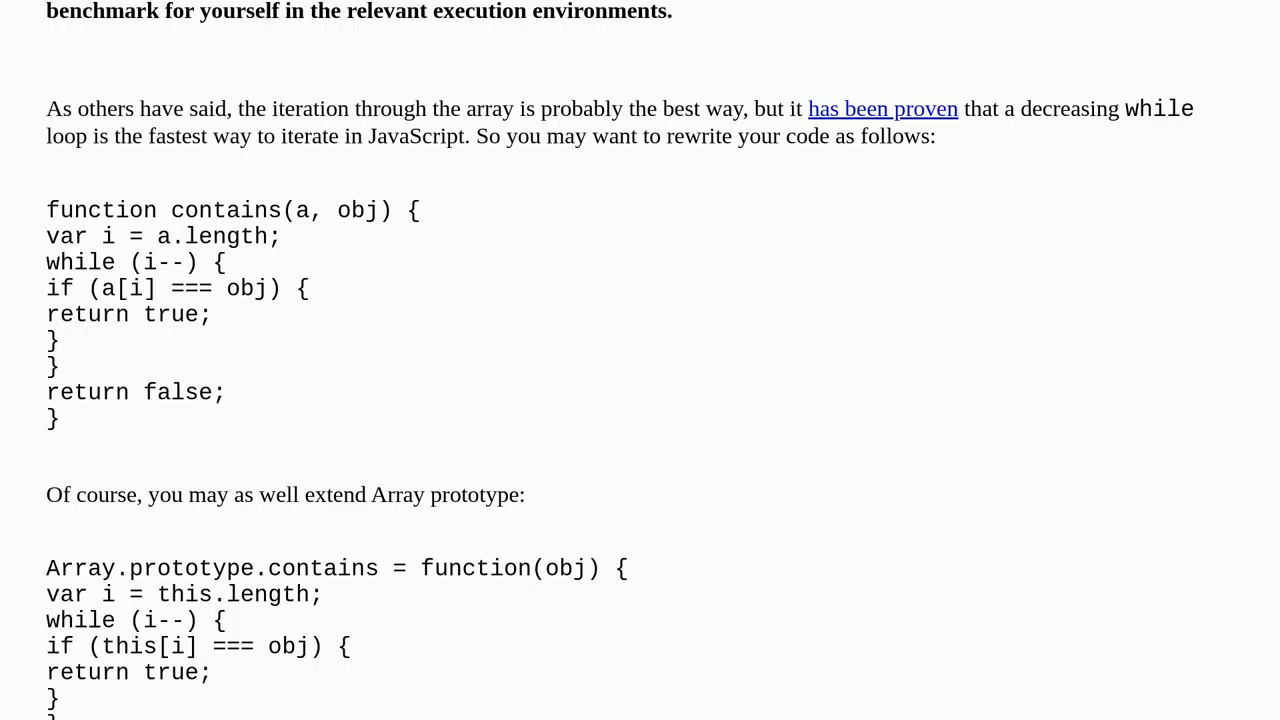 benchmark for yourself in the relevant execution environments.
As others have said, the iteration through the array is probably the best way, but it has been proven that a decreasing while
loop is the fastest way to iterate in JavaScript. So you may want to rewrite your code as follows:
function contains(a, obj) {
var i = a.length;
while (i--) {
if (a[i] === obj) {
return true;
}
}
return false;
}
Of course, you may as well extend Array prototype:
Array.prototype.contains = function(obj) {
var i = this.length;
while (i--) {
if (this[i] === obj) {
return true;
}
}